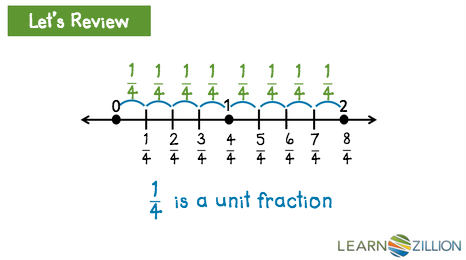 Let's Review
1/4 1/4 1/4 1/4 1/4 1/4 1/4 1/4
0 1 2
1/4 2/4 3/4 4/4 5/4 6/4 7/4 8/4
1/4 is a unit fraction
LEARN ZILLION